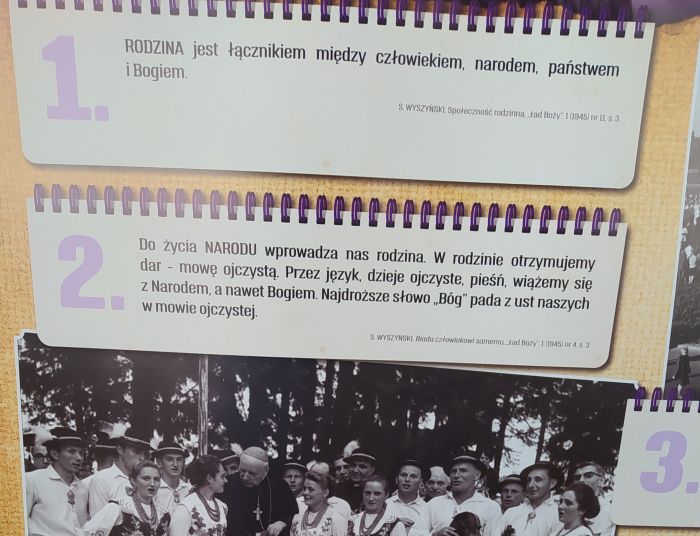 1.
RODZINA jest łącznikiem między człowiekiem, narodem, państwem
i Bogiem.
S. WYSZYŃSKI, Społeczność rodzinna, „Ład Boży”, 1 (1945) nr 11, s. 3.
2.
Do życia NARODU wprowadza nas rodzina. W rodzinie otrzymujemy
dar – mowę ojczystą. Przez język, dzieje ojczyste, pieśń, wiążemy się
z Narodem, a nawet Bogiem. Najdroższe słowo „Bóg” pada z ust naszych
w mowie ojczystej.
S. WYSZYŃSKI, Biada człowiekowi samemu, „Ład Boży”, 1 (1945) nr 4, s. 3.
3.